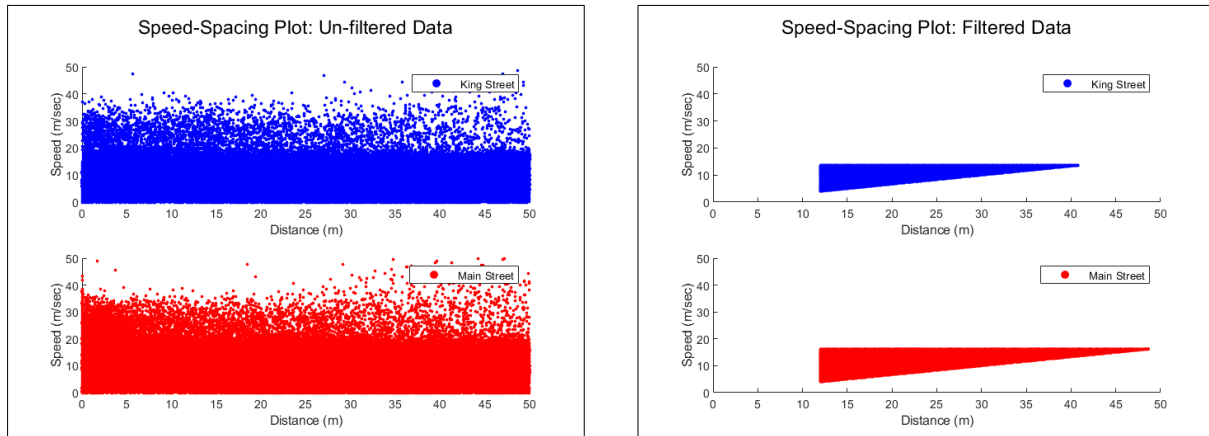 Speed-Spacing Plot: Un-filtered Data
50
40
30
20
10
0
Speed (m/sec)
King Street
0 5 10 15 20 25 30 35 40 45 50
Distance (m)
50
40
30
20
10
0
Speed (m/sec)
Main Street
0 5 10 15 20 25 30 35 40 45 50
Distance (m)
Speed-Spacing Plot: Filtered Data
50
40
30
20
10
0
Speed (m/sec)
King Street
0 5 10 15 20 25 30 35 40 45 50
Distance (m)
50
40
30
20
10
0
Speed (m/sec)
Main Street
0 5 10 15 20 25 30 35 40 45 50
Distance (m)